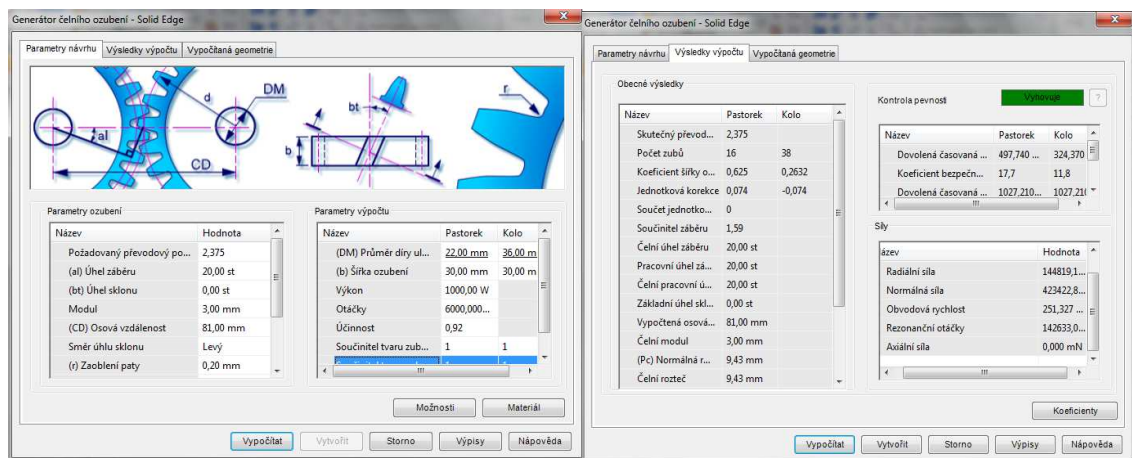 Generátor čelního ozubení - Solid Edge
Parametry návrhu Výsledky výpočtu Vypočítaná geometrie
d DM bt r
al b
CD
Parametry ozubení
Název Hodnota
Požadovaný převodový po... 2,375
(al) Úhel záběru 20,00 st
(bt) Úhel sklonu 0,00 st
Modul 3,00 mm
(CD) Osová vzdálenost 81,00 mm
Směr úhlu sklonu Levý
(r) Zaoblení paty 0,20 mm
Parametry výpočtu
Název Pastorek Kolo
(DM) Průměr díry ul... 22,00 mm 36,00 m
(b) Šířka ozubení 30,00 mm 30,00 m
Výkon 1000,00 W
Otáčky 6000,000...
Účinnost 0,92
Součinitel tvaru zub... 1 1
Možnosti Materiál
Vypočítat Vytvořit Storno Výpisy Nápověda
Generátor čelního ozubení - Solid Edge
Parametry návrhu Výsledky výpočtu Vypočítaná geometrie
Obecné výsledky
Název Pastorek Kolo
Skutečný převod... 2,375
Počet zubů 16 38
Koeficient šířky o... 0,625 0,2632
Jednotková korekce 0,074 -0,074
Součet jednotko... 0
Součinitel záběru 1,59
Čelní úhel záběru 20,00 st
Pracovní úhel zá... 20,00 st
Čelní pracovní ú... 20,00 st
Základní úhel skl... 0,00 st
Vypočtená osová... 81,00 mm
Čelní modul 3,00 mm
(Pc) Normálná r... 9,43 mm
Čelní rozteč 9,43 mm
Kontrola pevnosti Vyhovuje ?
Název Pastorek Kolo
Dovolená časovaná ... 497,740 ... 324,370
Koeficient bezpečn... 17,7 11,8
Dovolená časovaná ... 1027,210... 1027,21(
Síly
ázev Hodnota
Radiální síla 144819,1...
Normálná síla 423422,8...
Obvodová rychlost 251,327 ...
Rezonanční otáčky 142633,0...
Axiální síla 0,000 mN
Koeficienty
Vypočítat Vytvořit Storno Výpisy Nápověda